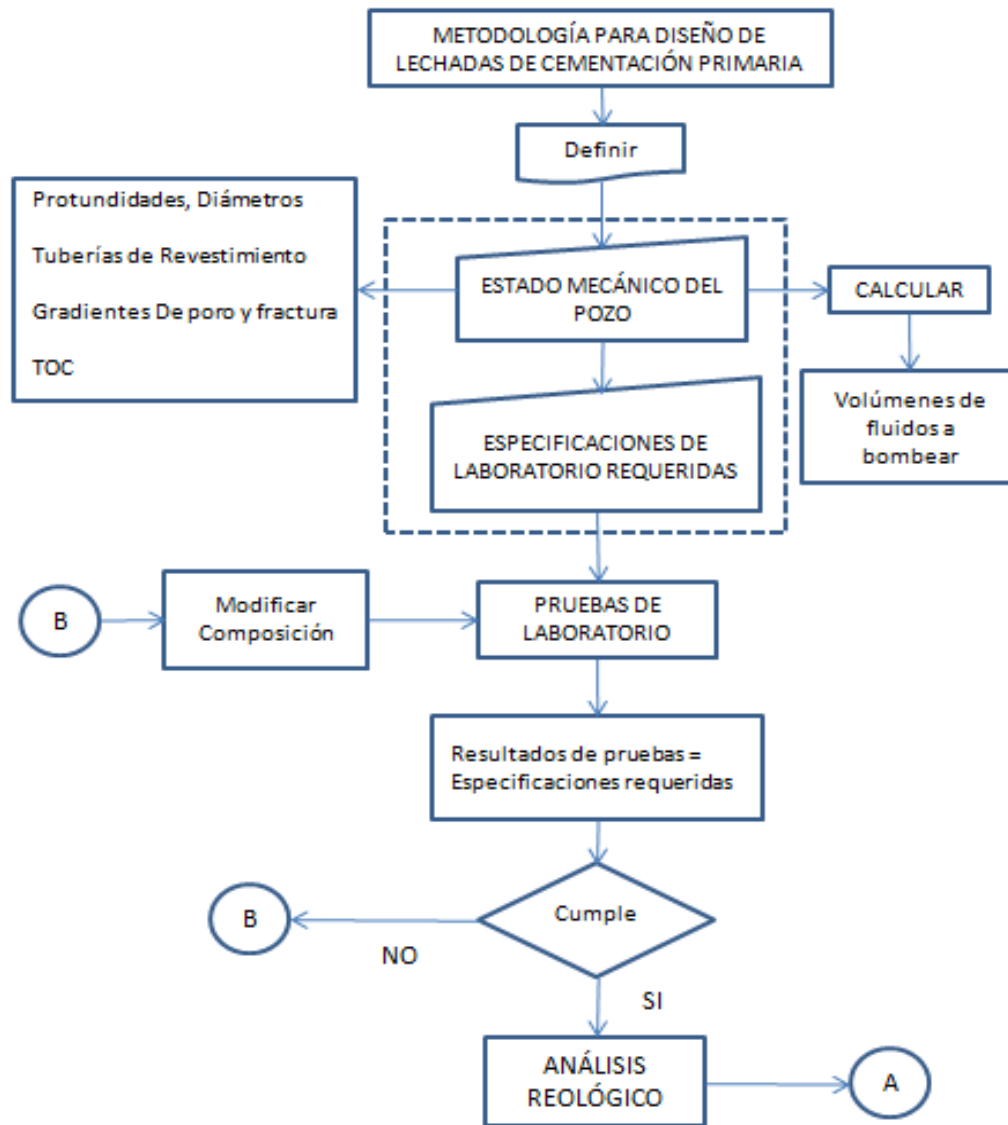 METODOLOGÍA PARA DISEÑO DE
LECHADAS DE CEMENTACIÓN PRIMARIA
Definir
Protundidades, Diámetros
Tuberías de Revestimiento
Gradientes De poro y fractura
TOC
ESTADO MECÁNICO DEL
POZO
CALCULAR
Volúmenes de
fluidos a
bombear
ESPECIFICACIONES DE
LABORATORIO REQUERIDAS
B
Modificar
Composición
PRUEBAS DE
LABORATORIO
Resultados de pruebas =
Especificaciones requeridas
Cumple
B
NO
SI
ANÁLISIS
REOLÓGICO
A